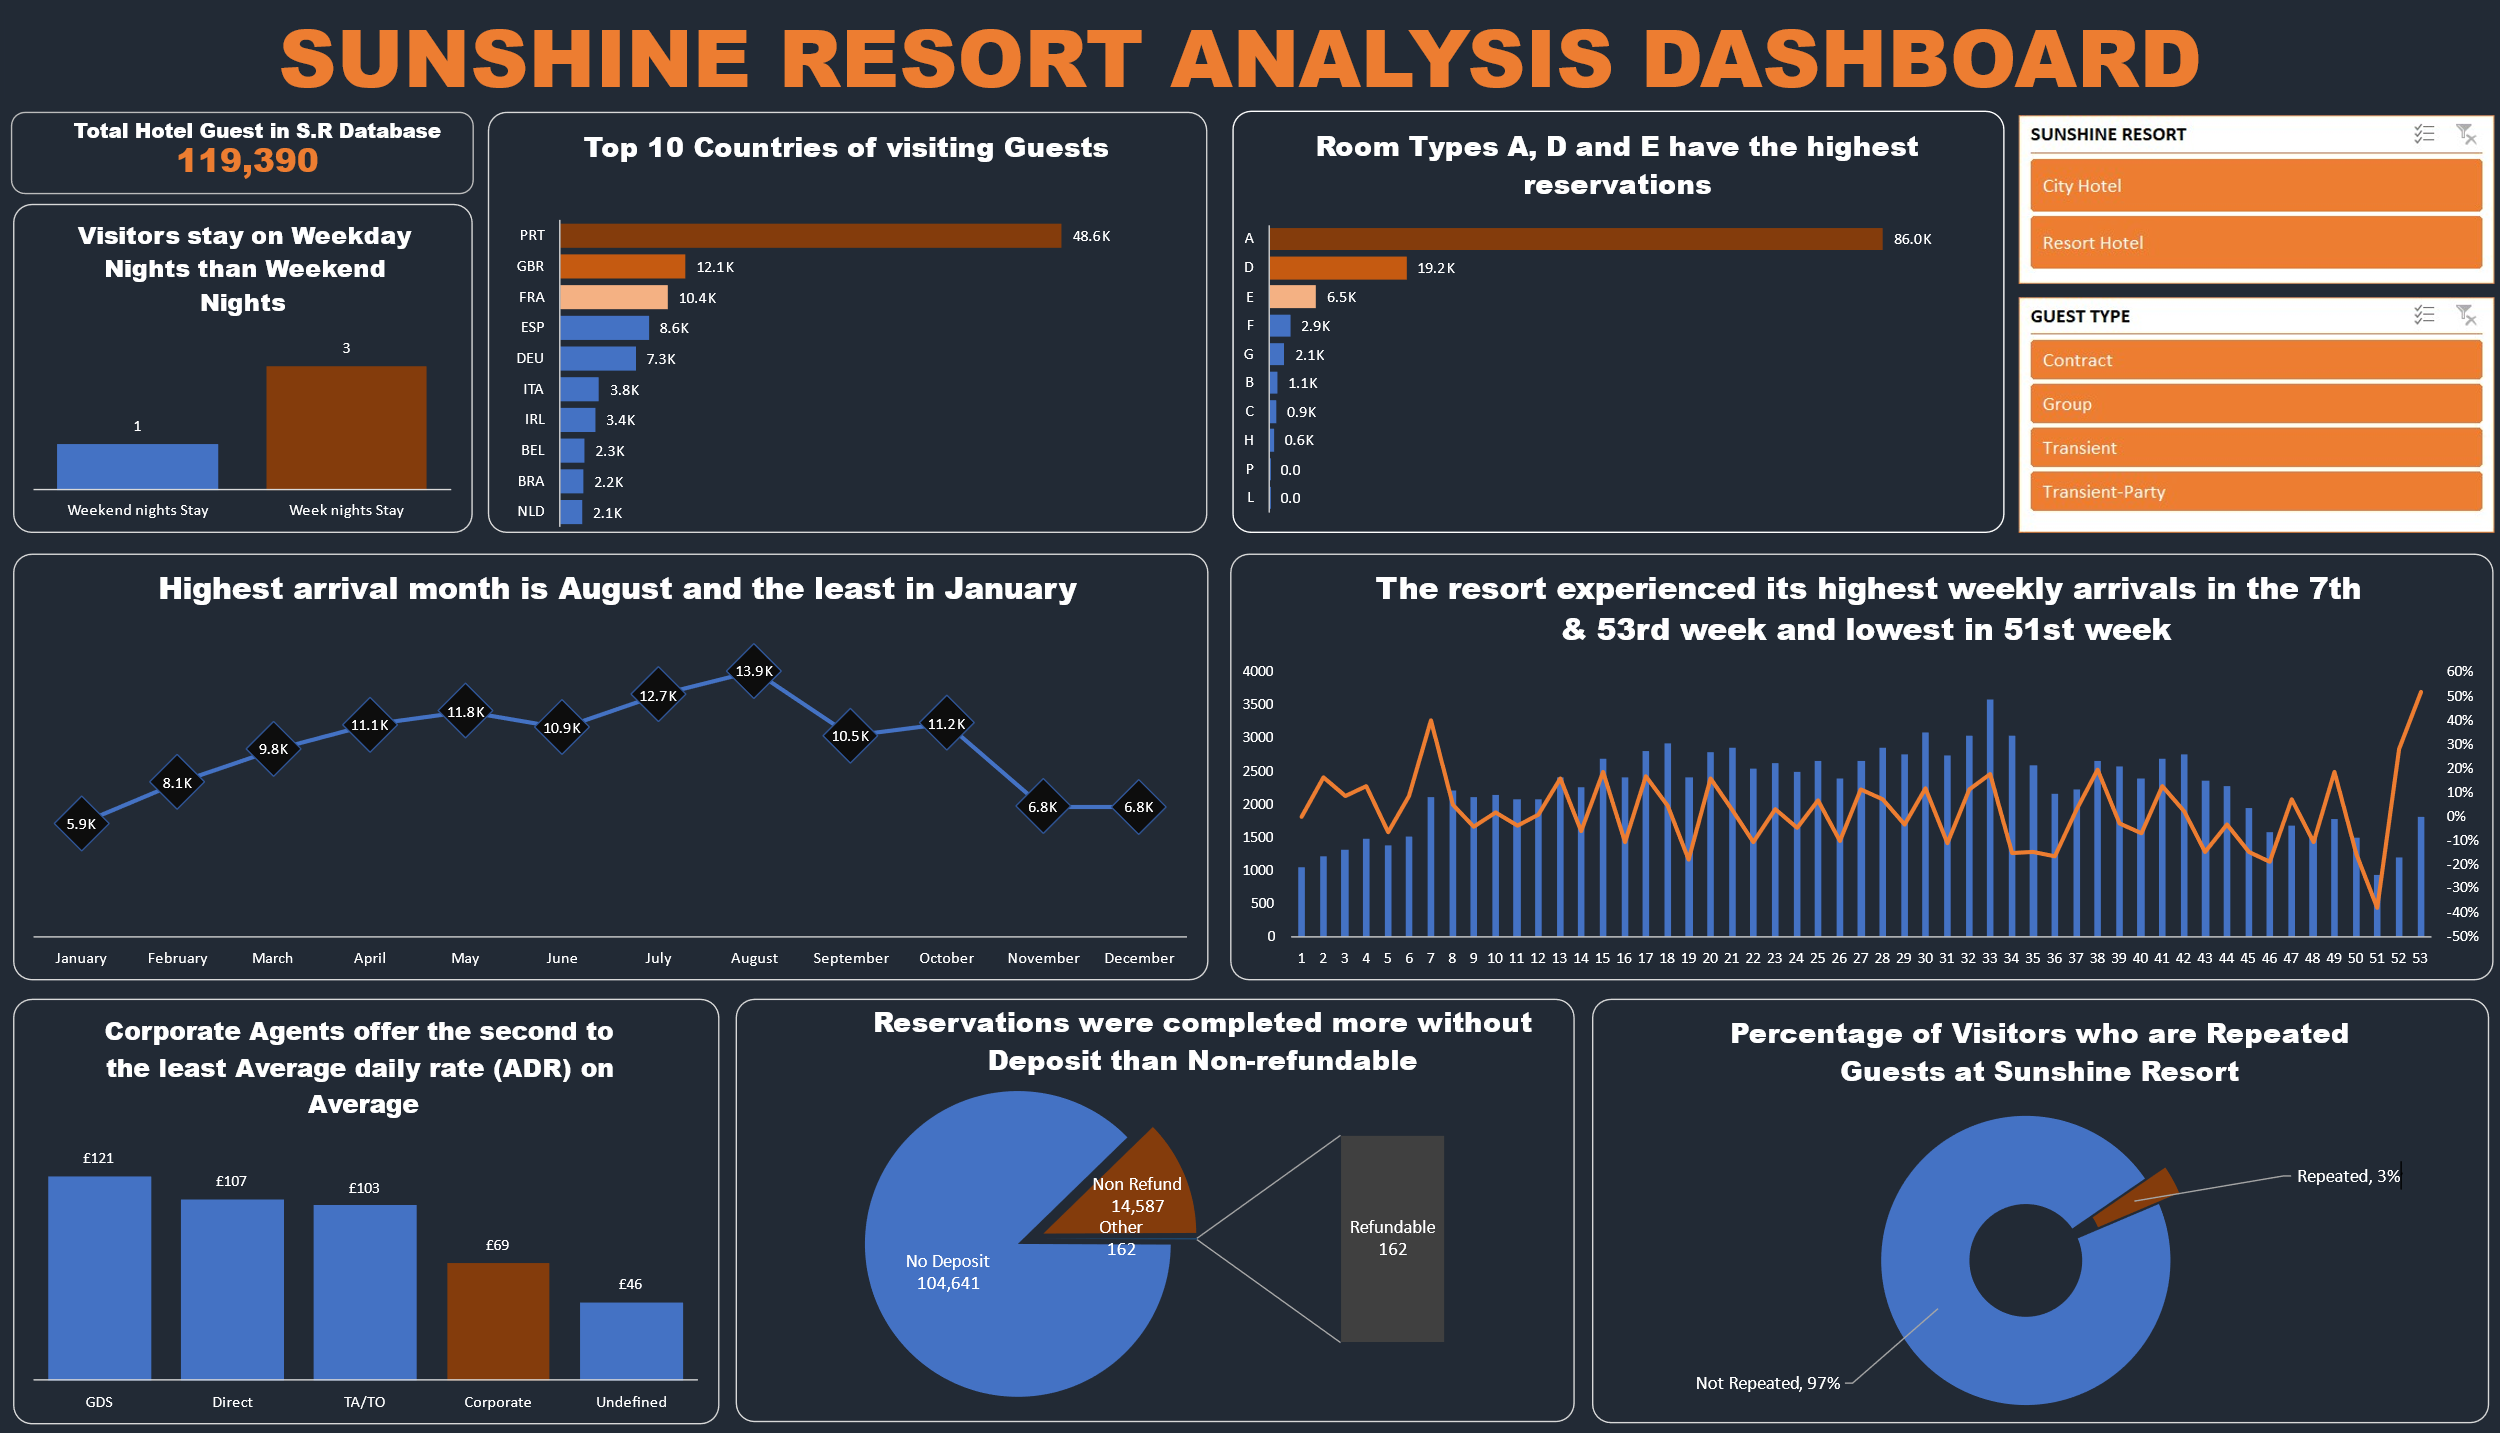 SUNSHINE RESORT ANALYSIS DASHBOARD
Total Hotel Guest in S.R Database
119,390
Visitors stay on Weekday
Nights than Weekend
Nights
1
3
Weekend nights Stay
Week nights Stay
Top 10 Countries of visiting Guests
PRT 48.6K
GBR 12.1K
FRA 10.4K
ESP 8.6K
DEU 7.3K
ITA 3.8K
IRL 3.4K
BEL 2.3K
BRA 2.2K
NLD 2.1K
Room Types A, D and E have the highest
reservations
A 86.0K
D 19.2K
E 6.5K
F 2.9K
G 2.1K
B 1.1K
C 0.9K
H 0.6K
P 0.0
L 0.0
SUNSHINE RESORT
City Hotel
Resort Hotel
GUEST TYPE
Contract
Group
Transient
Transient-Party
Highest arrival month is August and the least in January
5.9K 8.1K 9.8K 11.1K 11.8K 10.9K 12.7K 13.9K 10.5K 11.2K 6.8K 6.8K
January February March April May June July August September October November December
The resort experienced its highest weekly arrivals in the 7th
& 53rd week and lowest in 51st week
4000
3500
3000
2500
2000
1500
1000
500
0
60%
50%
40%
30%
20%
10%
0%
-10%
-20%
-30%
-40%
-50%
1 2 3 4 5 6 7 8 9 10 11 12 13 14 15 16 17 18 19 20 21 22 23 24 25 26 27 28 29 30 31 32 33 34 35 36 37 38 39 40 41 42 43 44 45 46 47 48 49 50 51 52 53
Corporate Agents offer the second to
the least Average daily rate (ADR) on
Average
£121 £107 £103 £69 £46
GDS Direct TA/TO Corporate Undefined
Reservations were completed more without
Deposit than Non-refundable
Non Refund
14,587
Other
162
No Deposit
104,641
Refundable
162
Percentage of Visitors who are Repeated
Guests at Sunshine Resort
Repeated, 3%
Not Repeated, 97%